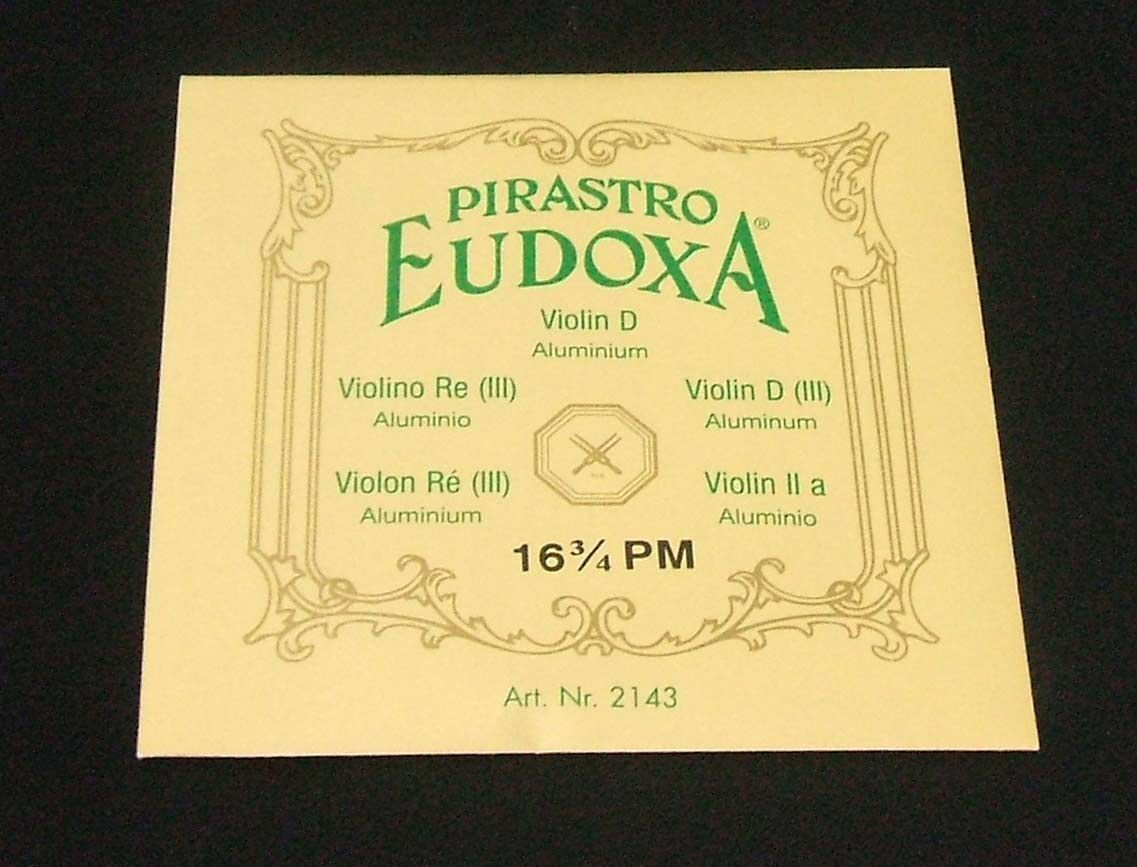 PIRASTRO
EUDOXA®
Violin D
Aluminium
Violino Re (III)
Aluminio
Violin D (III)
Aluminum
Violon Ré (III)
Aluminium
Violin II a
Aluminio
16¾ PM
Art. Nr. 2143